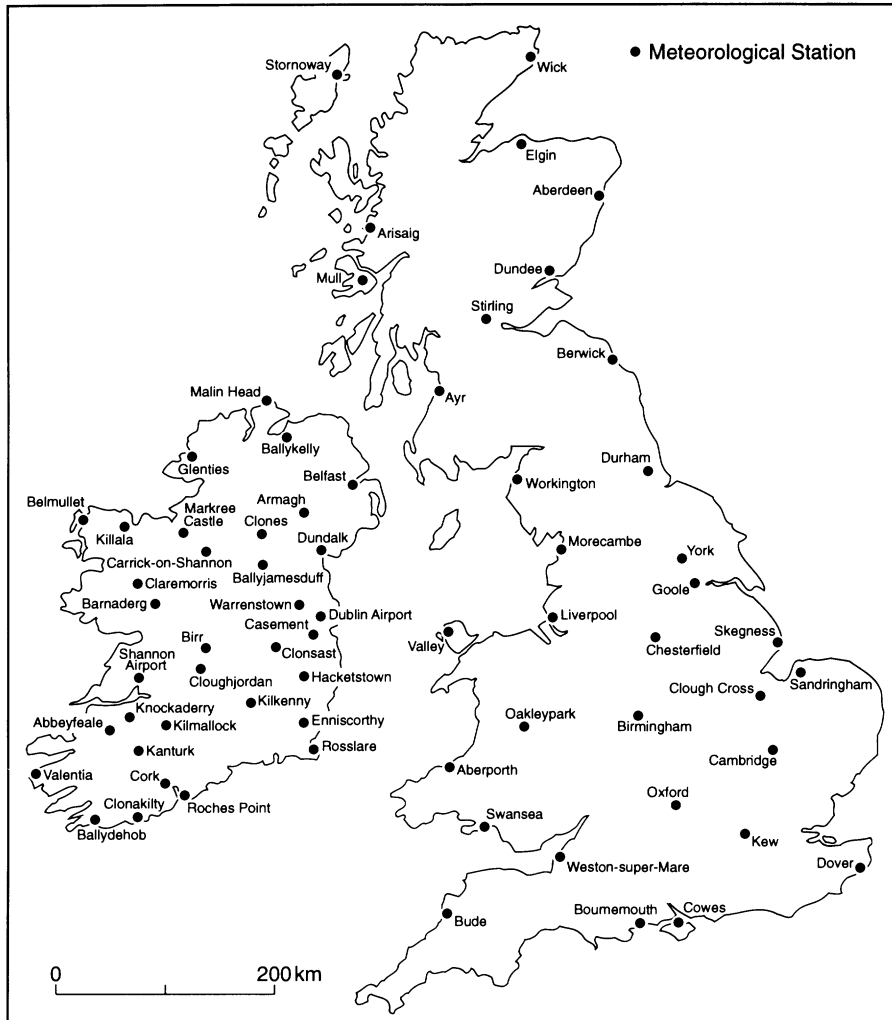 Meteorological Station
Stornoway
Wick
Elgin
Aberdeen
Arisaig
Mull
Dundee
Stirling
Berwick
Malin Head
Ayr
Ballykelly
Glenties
Belfast
Durham
Workington
Belmullet
Markree
Castle
Armagh
Clones
Killala
Dundalk
Morecambe
Carrick-on-Shannon
York
Claremorris
Ballyjamesduff
Goole
Barnaderg
Warrenstown
Dublin Airport
Liverpool
Casement
Valley
Skegness
Birr
Clonsast
Chesterfield
Shannon
Airport
Cloughjordan
Hacketstown
Sandringham
Clough Cross
Knockaderry
Kilkenny
Abbeyfeale
Kilmallock
Enniscorthy
Oakleypark
Birmingham
Kanturk
Rosslare
Cambridge
Valentia
Cork
Aberporth
Clonakilty
Roches Point
Oxford
Ballydehob
Swansea
Kew
Weston-super-Mare
Dover
Bude
Bournemouth
Cowes
0
200 km